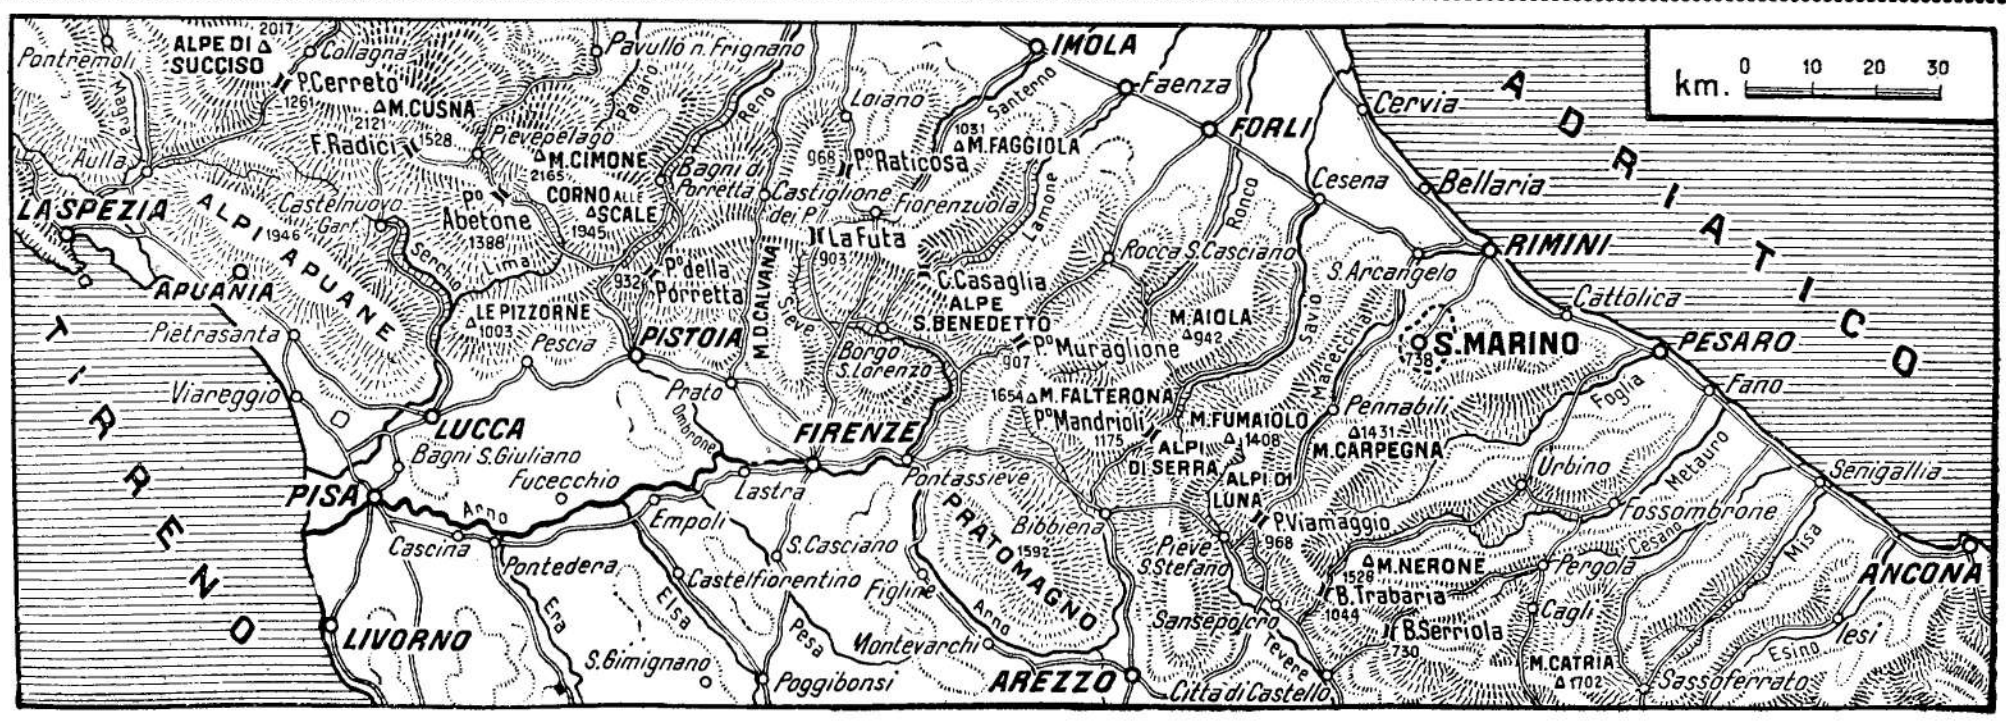 2017
ALPE DI
SUCCISO
Pontremoli
Collagna
Pavullo n. Frignano
IMOLA
km.
0 10 20 30
Magra
P. Cerreto
1261
M. CUSNA
2121
Panaro
Reno
Loiano
Santerno
Faenza
Cervia
ADRIATICO
F. Radici
1528
Pievepelago
M. CIMONE
2165
Bagni di
Porretta
968
Pº Raticosa
1031
M. FAGGIOLA
FORLI
Aulla
Castelnuovo
Garf.
Pº
Abetone
1388
CORNO ALLE
SCALE
1945
Castiglione
dei P.
Fiorenzuola
Lamone
Ronco
Cesena
Bellaria
LA SPEZIA
ALPI APUANE
1946
Serchio
Lima
La Futa
903
Rocca S. Casciano
RIMINI
S. Arcangelo
APUANIA
932
Pº della
Porretta
M. D. CALVANA
Sieve
C. Casaglia
ALPE
S. BENEDETTO
Savio
Cattolica
TIRRENO
LE PIZZORNE
1003
Pietrasanta
Pescia
PISTOIA
Borgo
S. Lorenzo
Pº Muraglione
907
M. AIOLA
942
Marecchia
S. MARINO
738
PESARO
Viareggio
Prato
1654
M. FALTERONA
Pº Mandrioli
1175
M. FUMAIOLO
1408
Pennabili
1431
M. CARPEGNA
Foglia
Fano
LUCCA
Ombrone
FIRENZE
ALPI
DI SERRA
Bagni S. Giuliano
Fucecchio
Lastra
Pontassieve
ALPI DI
LUNA
Urbino
Metauro
Senigallia
PISA
Arno
Empoli
PRATOMAGNO
1592
Bibbiena
P. Viamaggio
968
Fossombrone
Cascina
Pontedera
S. Casciano
Pieve
S. Stefano
Cesano
Misa
Castelfiorentino
Figline
M. NERONE
1528
Pergola
ANCONA
Era
Elsa
Arno
B. Trabaria
1044
Cagli
LIVORNO
Pesa
Montevarchi
Sansepolcro
Tevere
B. Serriola
730
Iesi
Esino
S. Gimignano
Poggibonsi
AREZZO
Città di Castello
M. CATRIA
1702
Sassoferrato